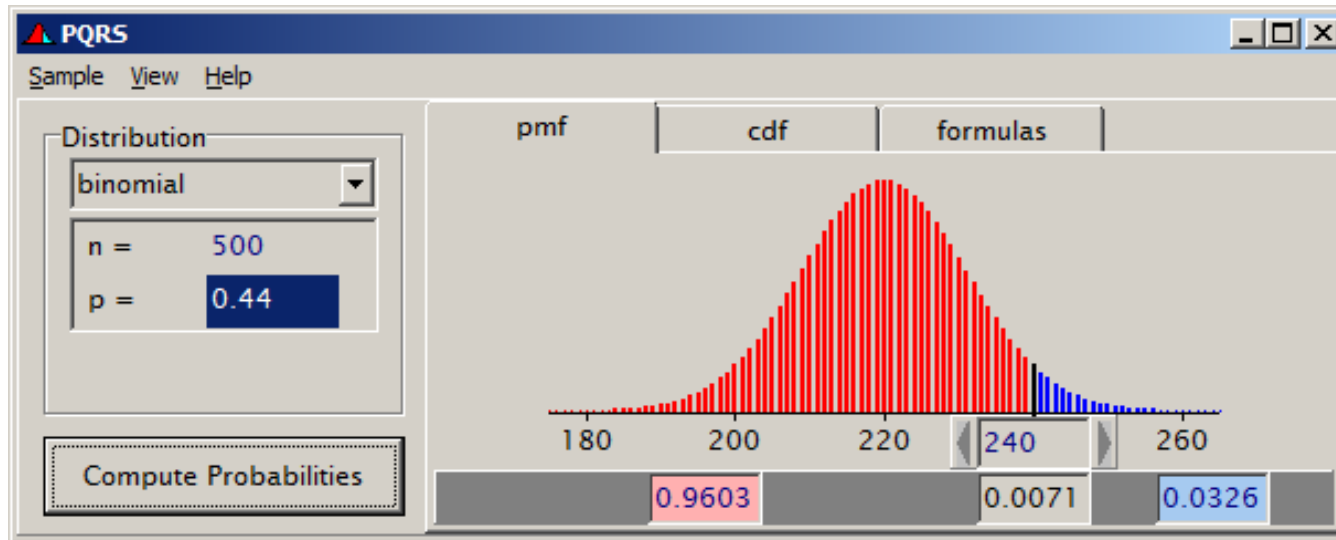 PQRS
Sample View Help
Distribution
binomial
n = 500
p = 0.44
Compute Probabilities
pmf cdf formulas
180 200 220 240 260
0.9603 0.0071 0.0326